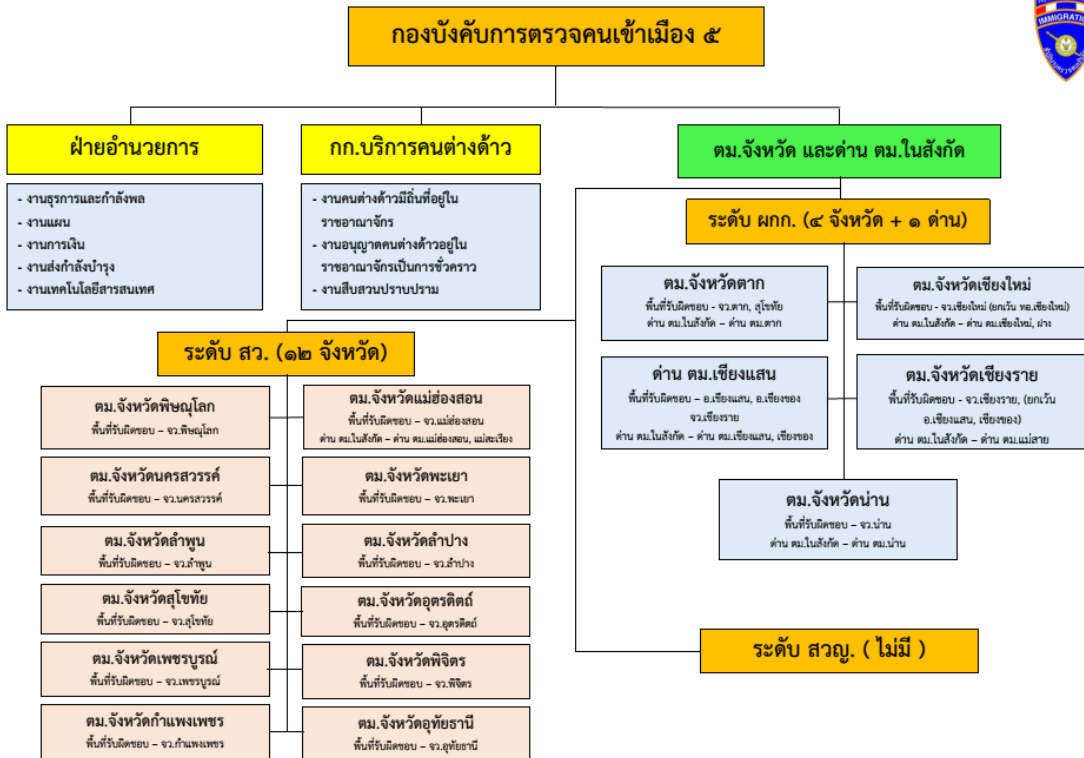 กองบังคับการตรวจคนเข้าเมือง ๕
IMMIGRATION
ฝ่ายอำนวยการ
- งานธุรการและกำลังพล
- งานแผน
- งานการเงิน
- งานส่งกำลังบำรุง
- งานเทคโนโลยีสารสนเทศ
กก.บริการคนต่างด้าว
- งานคนต่างด้าวมีถิ่นที่อยู่ใน
ราชอาณาจักร
- งานอนุญาตคนต่างด้าวอยู่ใน
ราชอาณาจักรเป็นการชั่วคราว
- งานสืบสวนปราบปราม
ตม.จังหวัด และด่าน ตม.ในสังกัด
ระดับ ผกก. (๔ จังหวัด + ๑ ด่าน)
ตม.จังหวัดตาก
พื้นที่รับผิดชอบ - จว.ตาก, สุโขทัย
ด่าน ตม.ในสังกัด – ด่าน ตม.ตาก
ตม.จังหวัดเชียงใหม่
พื้นที่รับผิดชอบ - จว.เชียงใหม่ (ยกเว้น ทอ.เชียงใหม่)
ด่าน ตม.ในสังกัด – ด่าน ตม.เชียงใหม่, ฝาง
ด่าน ตม.เชียงแสน
พื้นที่รับผิดชอบ – อ.เชียงแสน, อ.เชียงของ
จว.เชียงราย
ด่าน ตม.ในสังกัด – ด่าน ตม.เชียงแสน, เชียงของ
ตม.จังหวัดเชียงราย
พื้นที่รับผิดชอบ - จว.เชียงราย, (ยกเว้น
อ.เชียงแสน, เชียงของ)
ด่าน ตม.ในสังกัด – ด่าน ตม.แม่สาย
ตม.จังหวัดน่าน
พื้นที่รับผิดชอบ – จว.น่าน
ด่าน ตม.ในสังกัด – ด่าน ตม.น่าน
ระดับ สว. (๑๒ จังหวัด)
ตม.จังหวัดพิษณุโลก
พื้นที่รับผิดชอบ – จว.พิษณุโลก
ตม.จังหวัดแม่ฮ่องสอน
พื้นที่รับผิดชอบ – จว.แม่ฮ่องสอน
ด่าน ตม.ในสังกัด – ด่าน ตม.แม่ฮ่องสอน, แม่สะเรียง
ตม.จังหวัดนครสวรรค์
พื้นที่รับผิดชอบ – จว.นครสวรรค์
ตม.จังหวัดพะเยา
พื้นที่รับผิดชอบ – จว.พะเยา
ตม.จังหวัดลำพูน
พื้นที่รับผิดชอบ – จว.ลำพูน
ตม.จังหวัดลำปาง
พื้นที่รับผิดชอบ – จว.ลำปาง
ตม.จังหวัดสุโขทัย
พื้นที่รับผิดชอบ – จว.สุโขทัย
ตม.จังหวัดอุตรดิตถ์
พื้นที่รับผิดชอบ – จว.อุตรดิตถ์
ตม.จังหวัดเพชรบูรณ์
พื้นที่รับผิดชอบ – จว.เพชรบูรณ์
ตม.จังหวัดพิจิตร
พื้นที่รับผิดชอบ – จว.พิจิตร
ตม.จังหวัดกำแพงเพชร
พื้นที่รับผิดชอบ – จว.กำแพงเพชร
ตม.จังหวัดอุทัยธานี
พื้นที่รับผิดชอบ – จว.อุทัยธานี
ระดับ สวญ. ( ไม่มี )